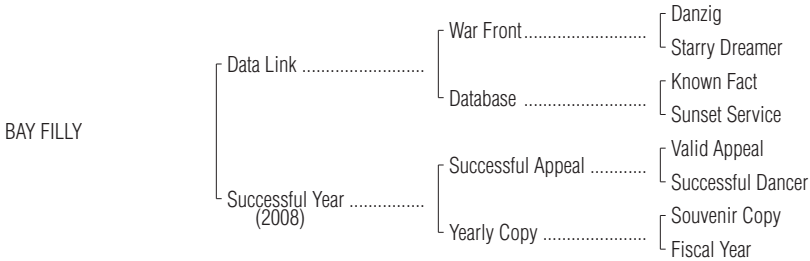 Danzig
War Front..........................
Starry Dreamer
Data Link ..........................
Known Fact
Database ..........................
Sunset Service
BAY FILLY
Valid Appeal
Successful Appeal ............
Successful Dancer
Successful Year ................
(2008)
Souvenir Copy
Yearly Copy ......................
Fiscal Year